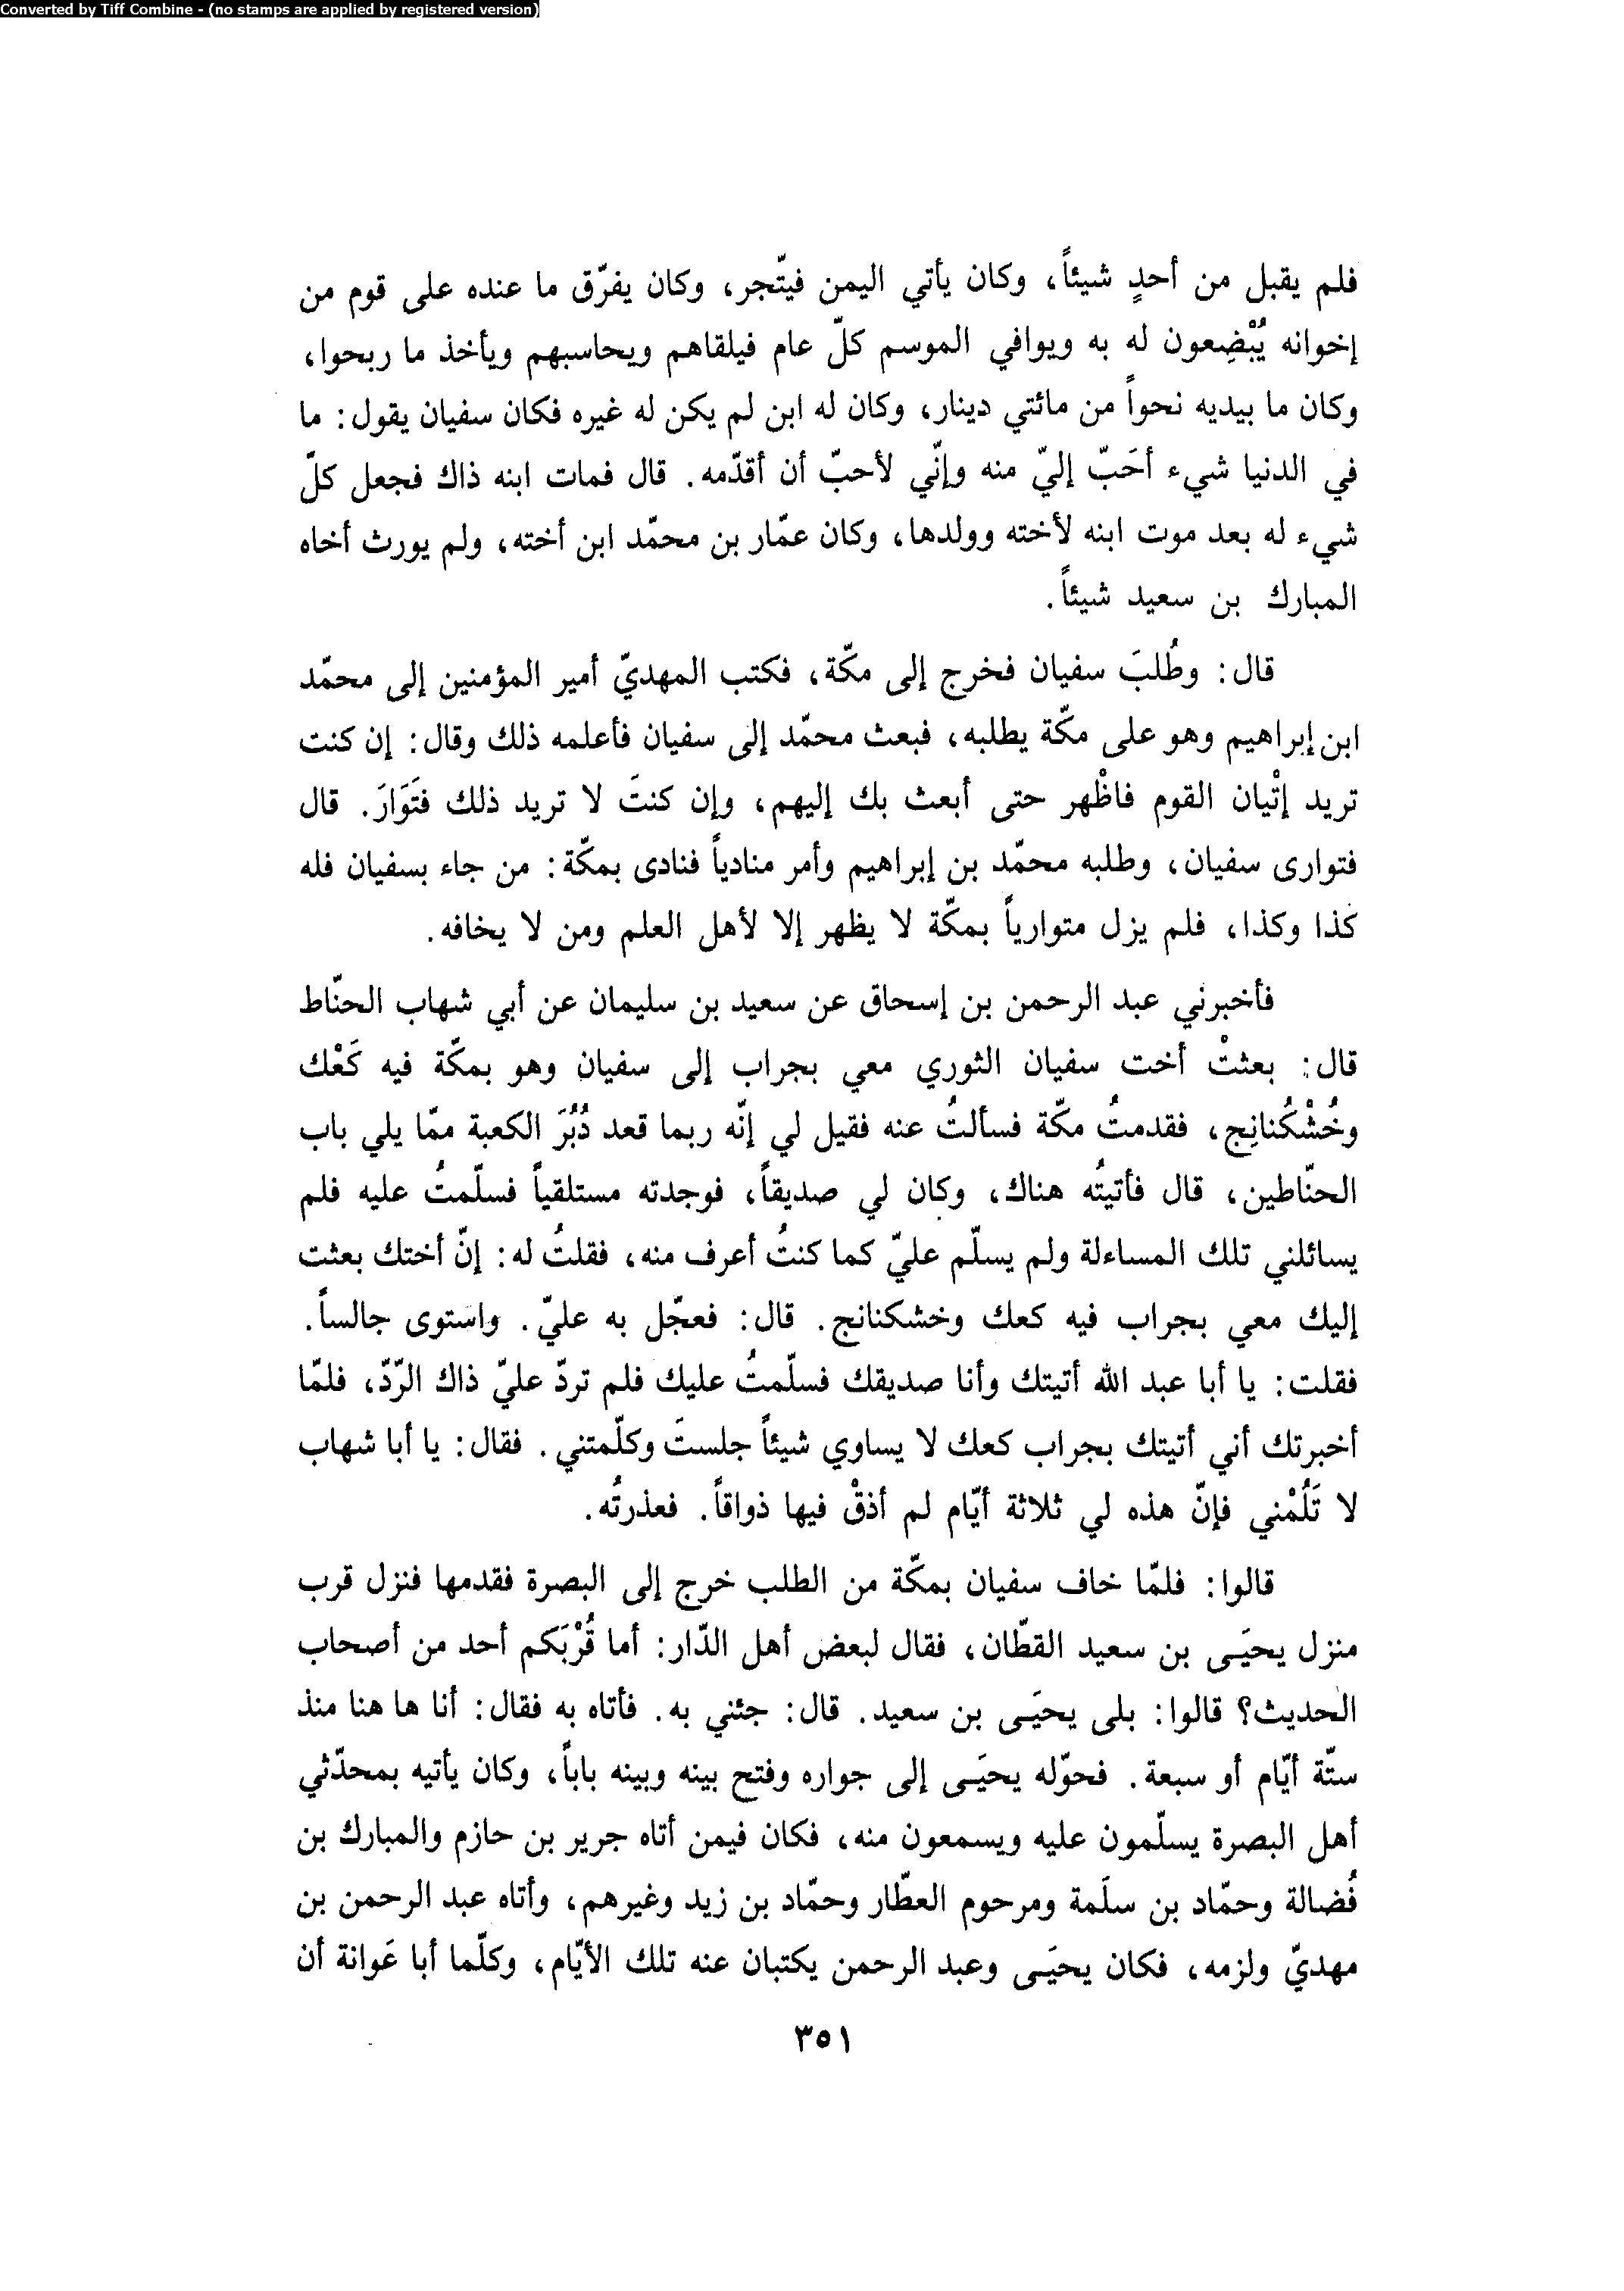 Converted by Tiff Combine - (no stamps are applied by registered version)
فلم يقبل من أحدٍ شيئاً، وكان يأتي اليمن فيتّجر، وكان يفرّق ما عنده على قوم من
إخوانه يُبْضِعون له به ويوافي الموسم كلّ عام فيلقاهم ويحاسبهم ويأخذ ما ربحوا،
وكان ما بيديه نحواً من مائتي دينار، وكان له ابن لم يكن له غيره فكان سفيان يقول: ما
في الدنيا شيء أحَبّ إليّ منه وإنّي لأحبّ أن أقدّمه. قال فمات ابنه ذاك فجعل كلّ
شيء له بعد موت ابنه لأخته وولدها، وكان عمّار بن محمّد ابن أخته، ولم يورث أخاه
المبارك بن سعيد شيئاً.
قال: وطُلبَ سفيان فخرج إلى مكّة، فكتب المهديّ أمير المؤمنين إلى محمّد
ابن إبراهيم وهو على مكّة يطلبه، فبعث محمّد إلى سفيان فأعلمه ذلك وقال: إن كنت
تريد إتْيان القوم فاظْهر حتى أبعث بك إليهم، وإن كنتَ لا تريد ذلك فتَوَارَ. قال
فتوارى سفيان، وطلبه محمّد بن إبراهيم وأمر منادياً فنادى بمكّة: من جاء بسفيان فله
كذا وكذا، فلم يزل متوارياً بمكّة لا يظهر إلا لأهل العلم ومن لا يخافه.
فأخبرني عبد الرحمن بن إسحاق عن سعيد بن سليمان عن أبي شهاب الحنّاط
قال: بعثتْ أخت سفيان الثوري معي بجراب إلى سفيان وهو بمكّة فيه كَعْك
وخُشْكُنانِج، فقدمتُ مكّة فسألتُ عنه فقيل لي إنّه ربما قعد دُبُرَ الكعبة ممّا يلي باب
الحنّاطين، قال فأتيتُه هناك، وكان لي صديقاً، فوجدته مستلقياً فسلّمتُ عليه فلم
يسائلني تلك المساءلة ولم يسلّم عليّ كما كنتُ أعرف منه، فقلتُ له: إنّ أختك بعثت
إليك معي بجراب فيه كعك وخشكنانج. قال: فعجّل به عليّ. واستوى جالساً.
فقلت: يا أبا عبد الله أتيتك وأنا صديقك فسلّمتُ عليك فلم تردّ عليّ ذاك الرّدّ، فلمّا
أخبرتك أني أتيتك بجراب كعك لا يساوي شيئاً جلستَ وكلّمتني. فقال: يا أبا شهاب
لا تَلُمْني فإنّ هذه لي ثلاثة أيّام لم أذقْ فيها ذواقاً. فعذرتُه.
قالوا: فلمّا خاف سفيان بمكّة من الطلب خرج إلى البصرة فقدمها فنزل قرب
منزل يحيَى بن سعيد القطّان، فقال لبعض أهل الدّار: أما قُرْبَكم أحد من أصحاب
الحديث؟ قالوا: بلى يحيَى بن سعيد. قال: جئني به. فأتاه به فقال: أنا ها هنا منذ
ستّة أيّام أو سبعة. فحوّله يحيَى إلى جواره وفتح بينه وبينه باباً، وكان يأتيه بمحدّثي
أهل البصرة يسلّمون عليه ويسمعون منه، فكان فيمن أتاه جرير بن حازم والمبارك بن
فُضالة وحمّاد بن سلَمة ومرحوم العطّار وحمّاد بن زيد وغيرهم، وأتاه عبد الرحمن بن
مهديّ ولزمه، فكان يحيَى وعبد الرحمن يكتبان عنه تلك الأيّام، وكلّما أبا عَوانة أن
٣٥١